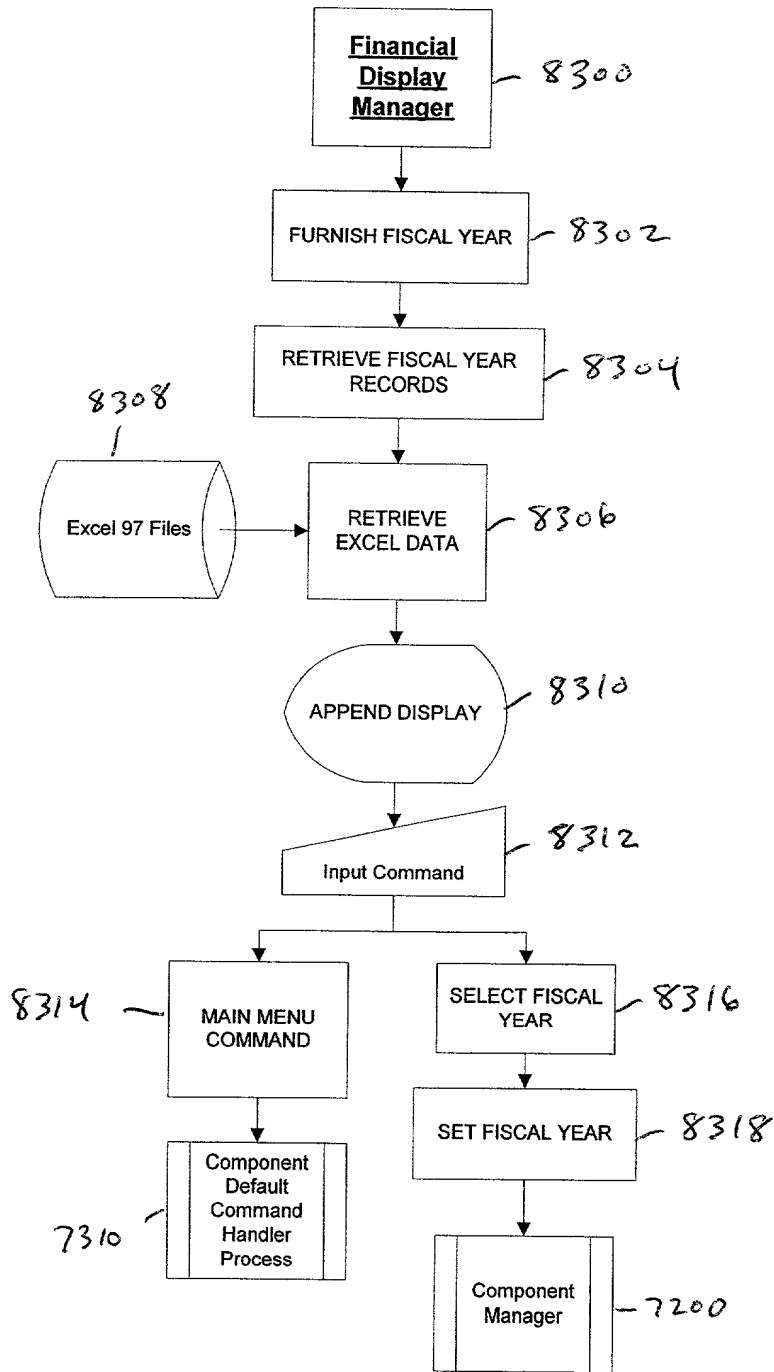 Financial
Display
Manager
8300
FURNISH FISCAL YEAR
8302
RETRIEVE FISCAL YEAR
RECORDS
8304
8308
Excel 97 Files
RETRIEVE
EXCEL DATA
8306
APPEND DISPLAY
8310
Input Command
8312
8314
MAIN MENU
COMMAND
SELECT FISCAL
YEAR
8316
SET FISCAL YEAR
8318
7310
Component
Default
Command
Handler
Process
Component
Manager
7200